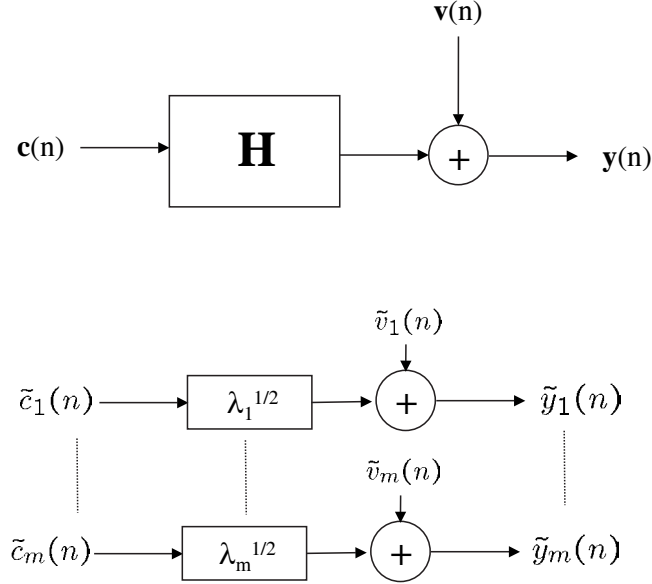 v(n)
c(n) H + y(n)
ṽ₁(n)
c̃₁(n) λ₁^1/2 + ỹ₁(n)
ṽₘ(n)
c̃ₘ(n) λₘ^1/2 + ỹₘ(n)